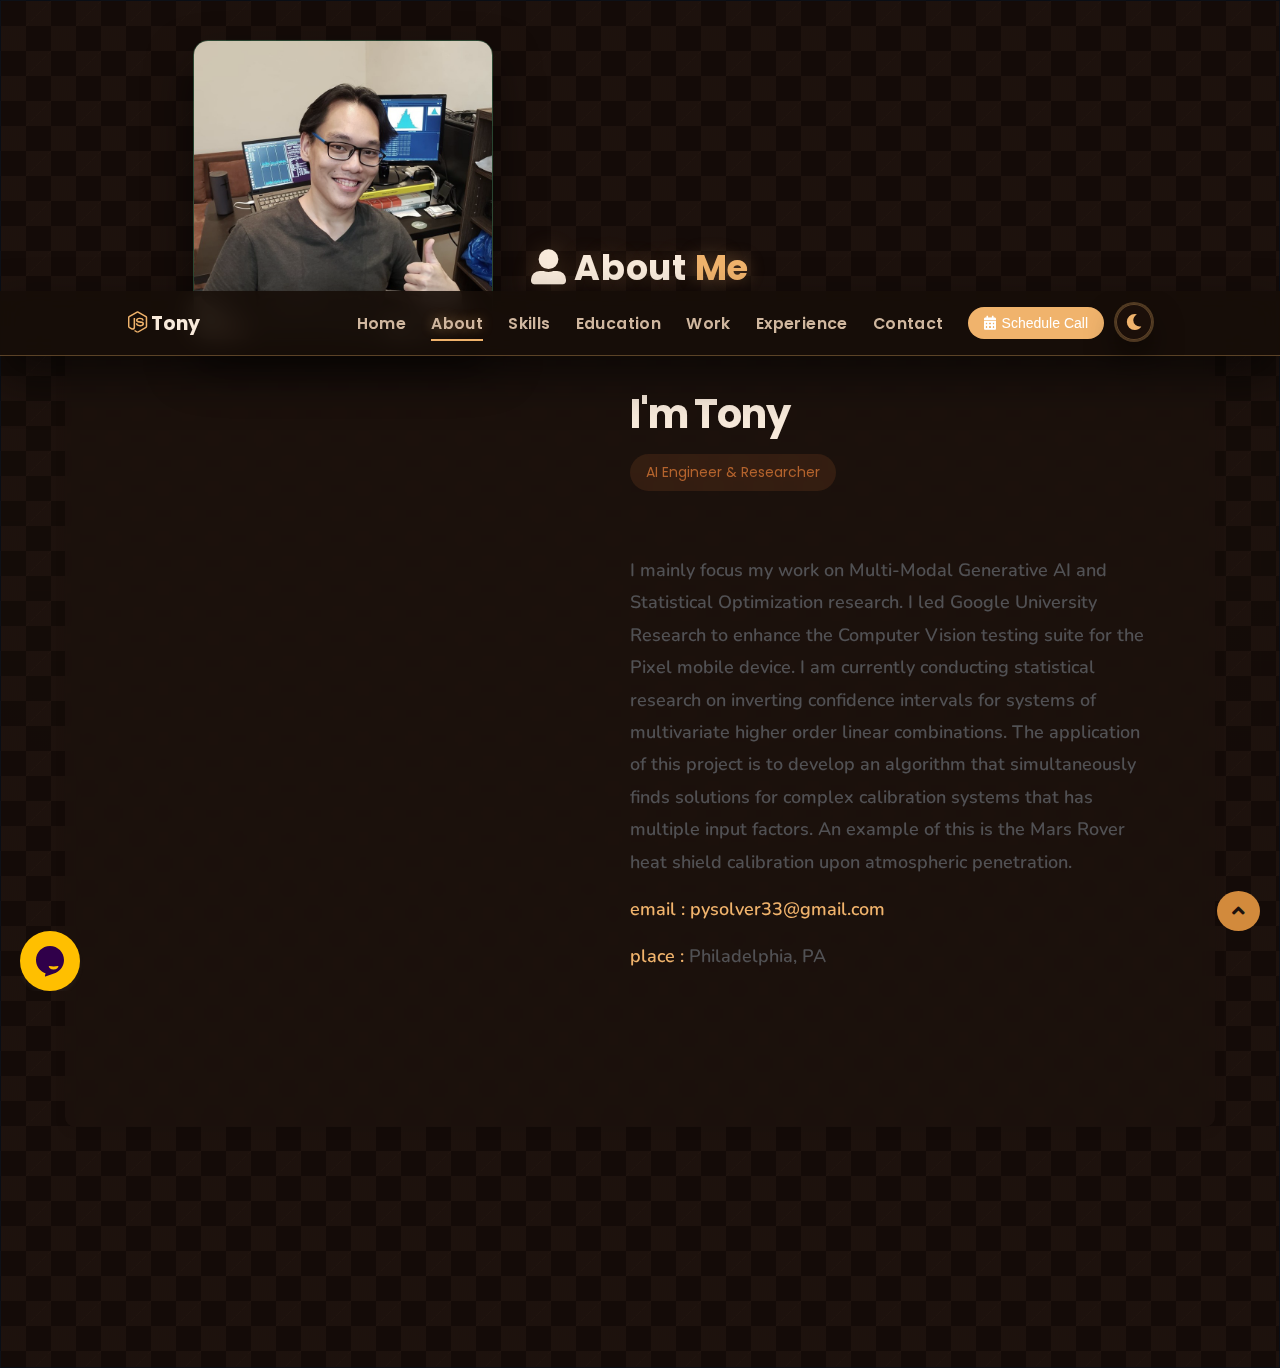 About Me
Tony
Home
About
Skills
Education
Work
Experience
Contact
Schedule Call
I'm Tony
AI Engineer & Researcher
I mainly focus my work on Multi-Modal Generative AI and
Statistical Optimization research. I led Google University
Research to enhance the Computer Vision testing suite for the
Pixel mobile device. I am currently conducting statistical
research on inverting confidence intervals for systems of
multivariate higher order linear combinations. The application
of this project is to develop an algorithm that simultaneously
finds solutions for complex calibration systems that has
multiple input factors. An example of this is the Mars Rover
heat shield calibration upon atmospheric penetration.
email : pysolver33@gmail.com
place : Philadelphia, PA